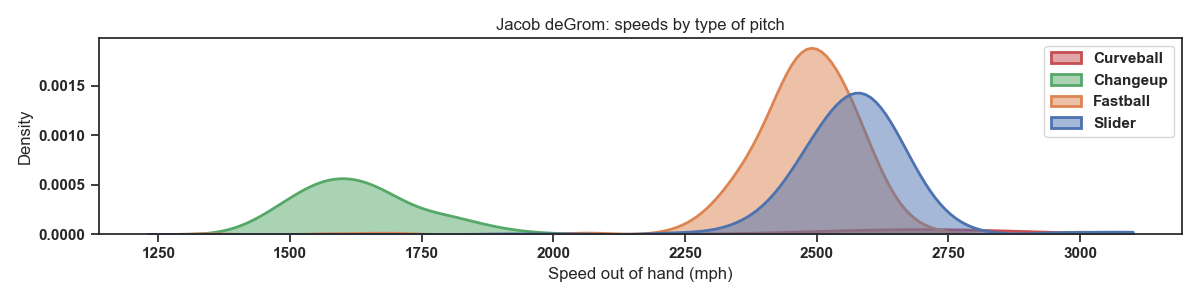 Jacob deGrom: speeds by type of pitch
Curveball
Changeup
Fastball
Slider
Density
0.0015
0.0010
0.0005
0.0000
1250 1500 1750 2000 2250 2500 2750 3000
Speed out of hand (mph)